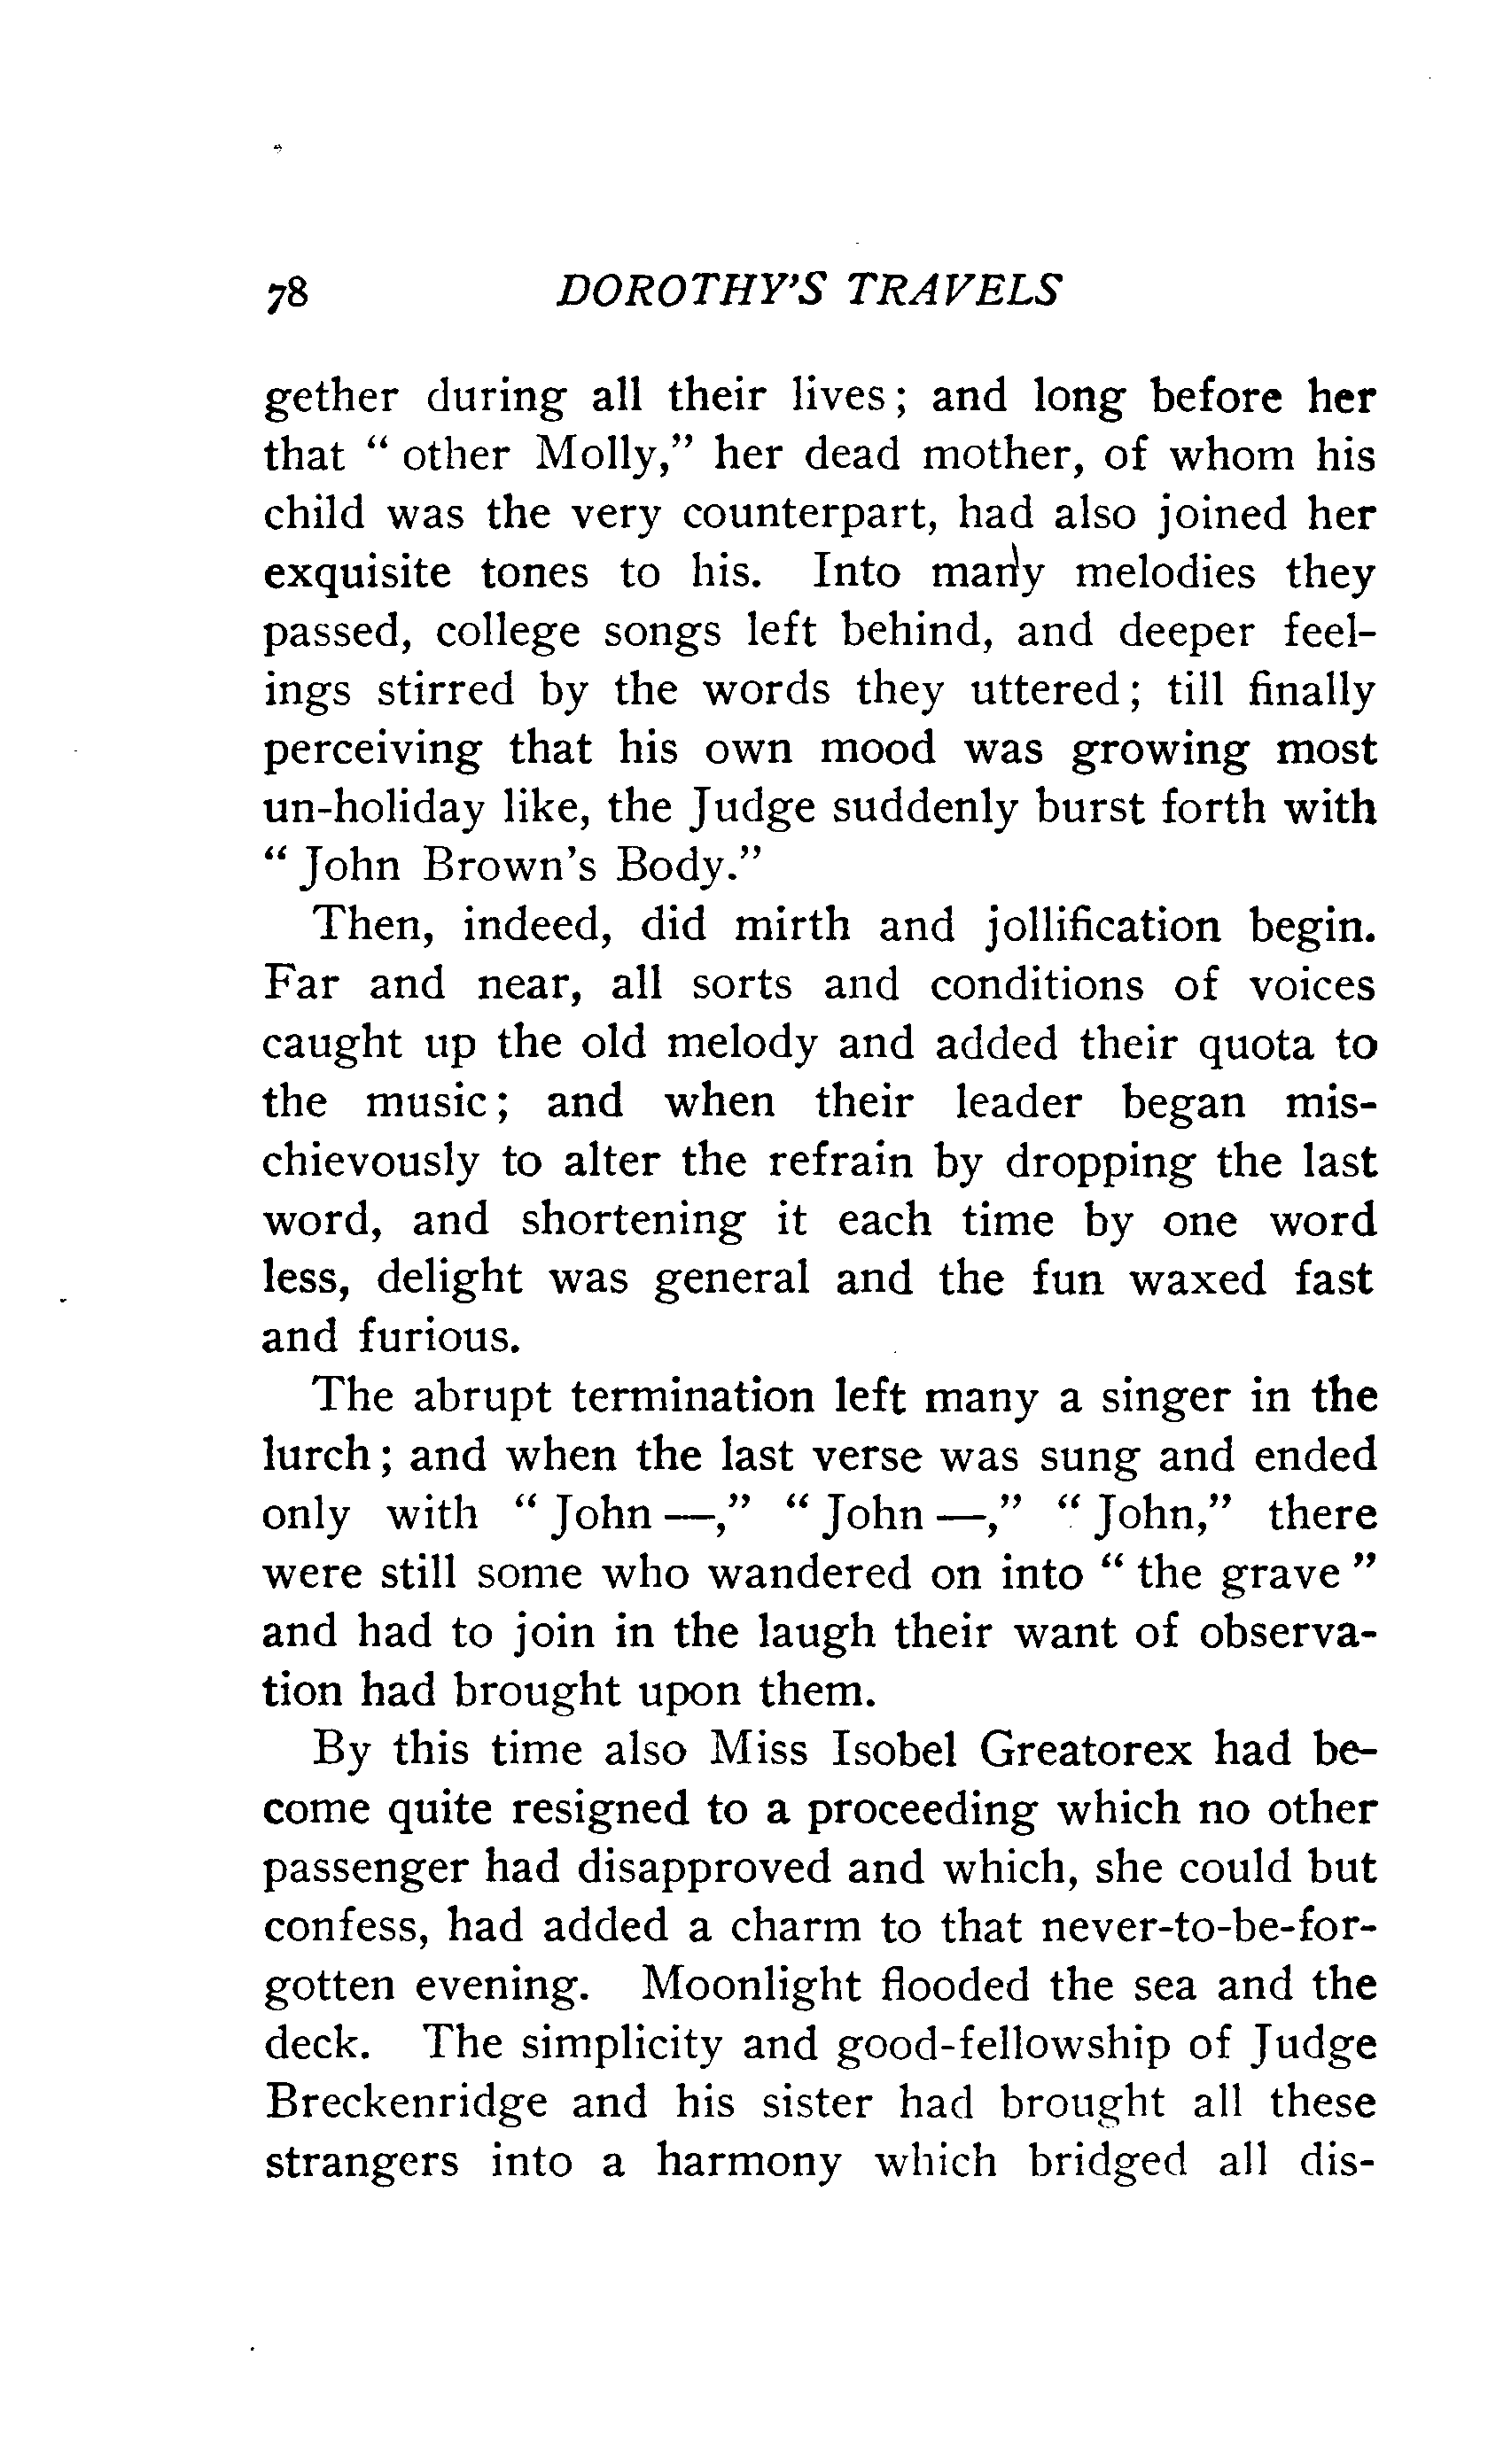 78 DOROTHY'S TRAVELS
gether during all their lives; and long before her
that "other Molly," her dead mother, of whom his
child was the very counterpart, had also joined her
exquisite tones to his. Into many melodies they
passed, college songs left behind, and deeper feel-
ings stirred by the words they uttered; till finally
perceiving that his own mood was growing most
un-holiday like, the Judge suddenly burst forth with
"John Brown's Body."
Then, indeed, did mirth and jollification begin.
Far and near, all sorts and conditions of voices
caught up the old melody and added their quota to
the music; and when their leader began mis-
chievously to alter the refrain by dropping the last
word, and shortening it each time by one word
less, delight was general and the fun waxed fast
and furious.
The abrupt termination left many a singer in the
lurch; and when the last verse was sung and ended
only with "John—," "John—," "John," there
were still some who wandered on into "the grave"
and had to join in the laugh their want of observa-
tion had brought upon them.
By this time also Miss Isobel Greatorex had be-
come quite resigned to a proceeding which no other
passenger had disapproved and which, she could but
confess, had added a charm to that never-to-be-for-
gotten evening. Moonlight flooded the sea and the
deck. The simplicity and good-fellowship of Judge
Breckenridge and his sister had brought all these
strangers into a harmony which bridged all dis-